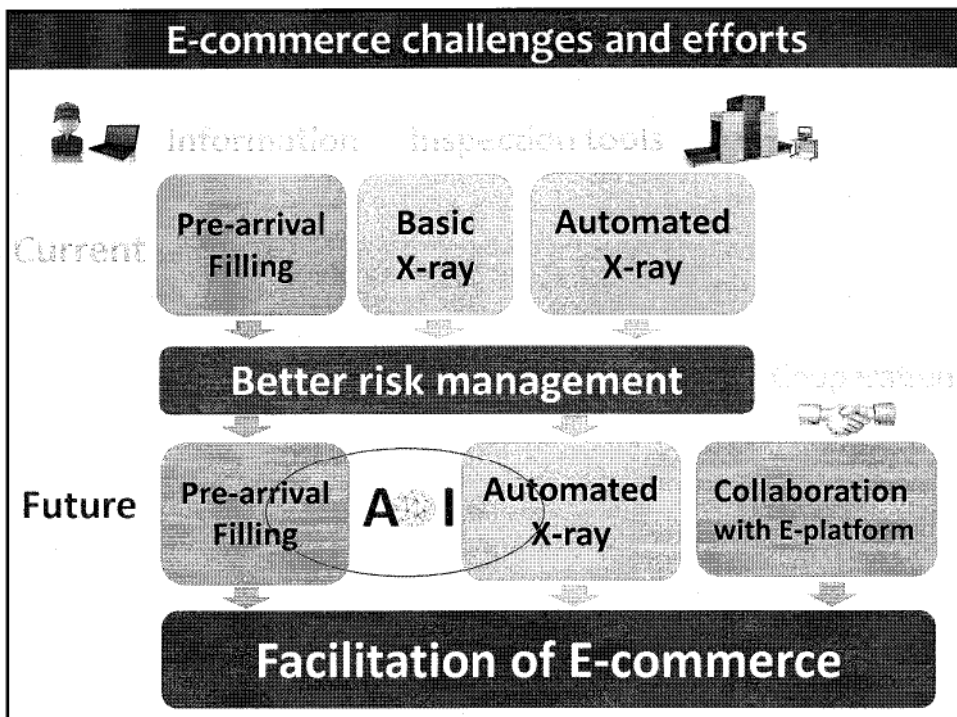 E-commerce challenges and efforts
Information
Inspection tools
Current
Pre-arrival
Filling
Basic
X-ray
Automated
X-ray
Better risk management
Cooperation
Future
Pre-arrival
Filling
A I
Automated
X-ray
Collaboration
with E-platform
Facilitation of E-commerce